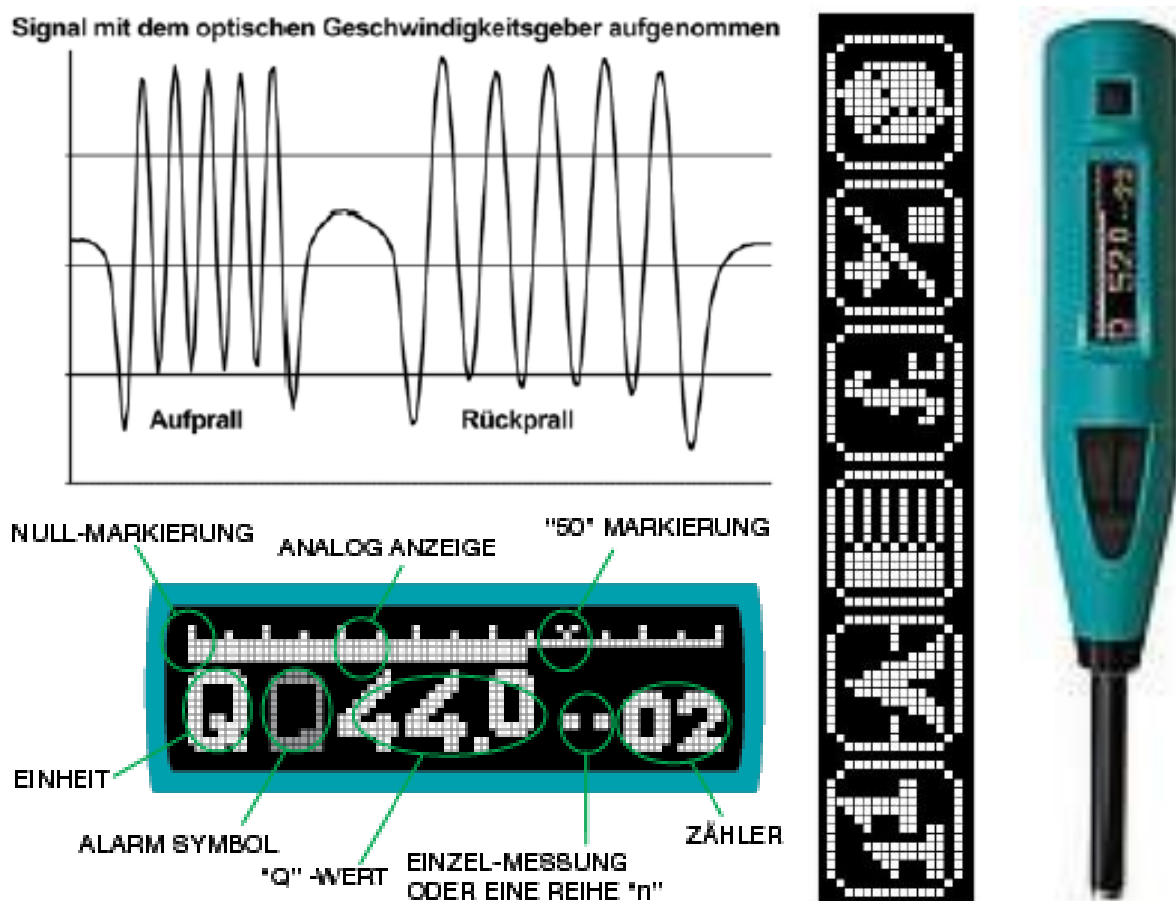 Signal mit dem optischen Geschwindigkeitsgeber aufgenommen
Aufprall
Rückprall
NULL-MARKIERUNG
ANALOG ANZEIGE
"50" MARKIERUNG
Q 44.0 02
EINHEIT
ALARM SYMBOL
"Q" -WERT
EINZEL-MESSUNG
ODER EINE REIHE "n"
ZÄHLER
520